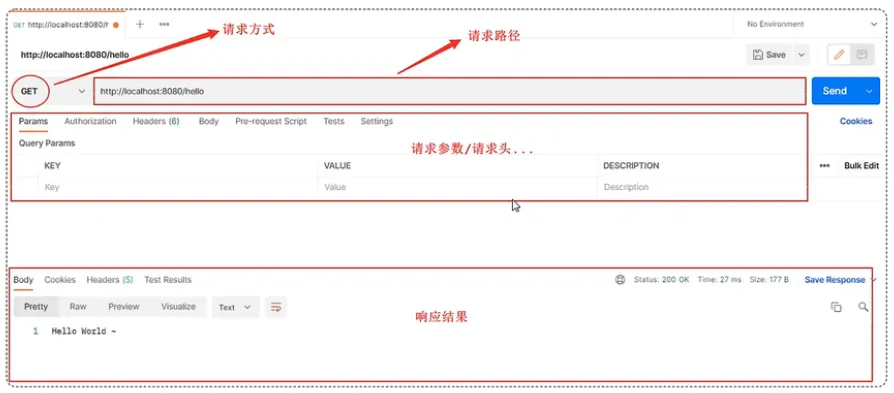 GET http://localhost:8080/h
请求方式
请求路径
No Environment
http://localhost:8080/hello
Save
GET
http://localhost:8080/hello
Send
Params Authorization Headers (6) Body Pre-request Script Tests Settings Cookies
Query Params
请求参数/请求头...
KEY VALUE DESCRIPTION Bulk Edit
Key Value Description
Body Cookies Headers (5) Test Results Status: 200 OK Time: 27 ms Size: 177 B Save Response
Pretty Raw Preview Visualize Text
1 Hello World ~
响应结果